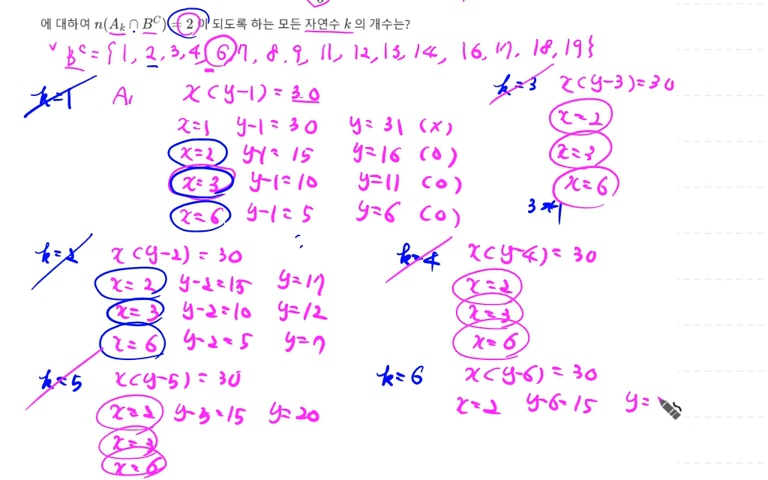 에 대하여 n(A_k ∩ B^C) = 2 이 되도록 하는 모든 자연수 k 의 개수는?
B^C = {1, 2, 3, 4, 6, 7, 8, 9, 11, 12, 13, 14, 16, 17, 18, 19}
k=1 A₁ x(y-1) = 30
x=1 y-1=30 y=31 (x)
x=2 y-1=15 y=16 (0)
x=3 y-1=10 y=11 (0)
x=6 y-1=5 y=6 (0)
k=3 x(y-3)=30
x=2
x=3
x=6
k=2 x(y-2)=30
x=2 y-2=15 y=17
x=3 y-2=10 y=12
x=6 y-2=5 y=7
k=4 x(y-4)=30
x=2
x=3
x=6
k=5 x(y-5)=30
x=2 y-5=15 y=20
x=3
x=6
k=6 x(y-6)=30
x=2 y-6=15 y=